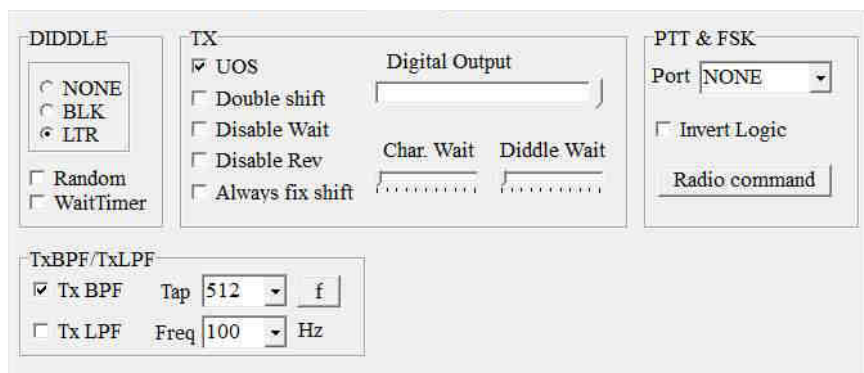 DIDDLE
NONE
BLK
LTR
Random
WaitTimer
TX
UOS
Double shift
Disable Wait
Disable Rev
Always fix shift
Digital Output
Char. Wait Diddle Wait
PTT & FSK
Port NONE
Invert Logic
Radio command
TxBPF/TxLPF
Tx BPF Tap 512 f
Tx LPF Freq 100 Hz